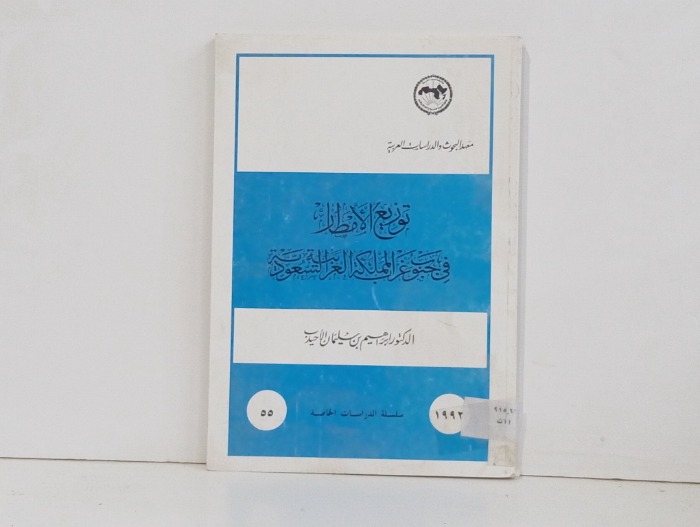 معهد البحوث والدراسات العربية
توزيع الأمطار
في جنوب غرب المملكة العربية السعودية
الدكتور ابراهيم بن سليمان الأحيدب
٥٥
سلسلة الدراسات الخاصة
١٩٩٢